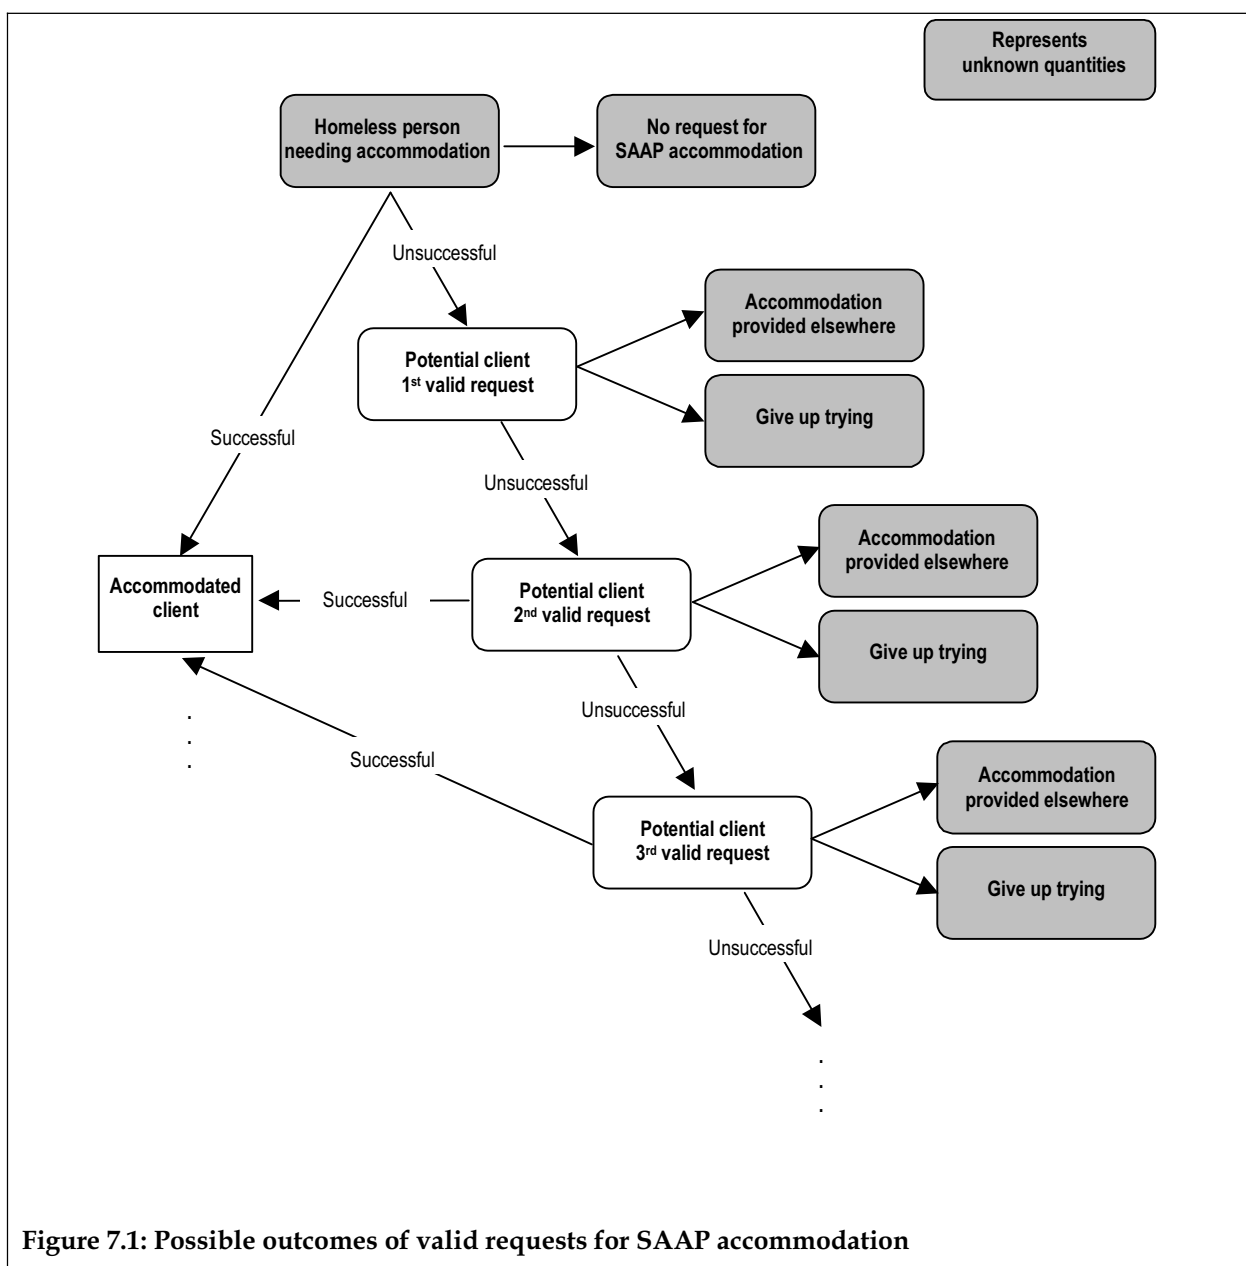 Represents
unknown quantities
Homeless person
needing accommodation
No request for
SAAP accommodation
Unsuccessful
Accommodation
provided elsewhere
Potential client
1st valid request
Give up trying
Successful
Unsuccessful
Accommodation
provided elsewhere
Accommodated
client
Successful
Potential client
2nd valid request
Give up trying
Unsuccessful
.
.
.
Successful
Accommodation
provided elsewhere
Potential client
3rd valid request
Give up trying
Unsuccessful
.
.
.
Figure 7.1: Possible outcomes of valid requests for SAAP accommodation